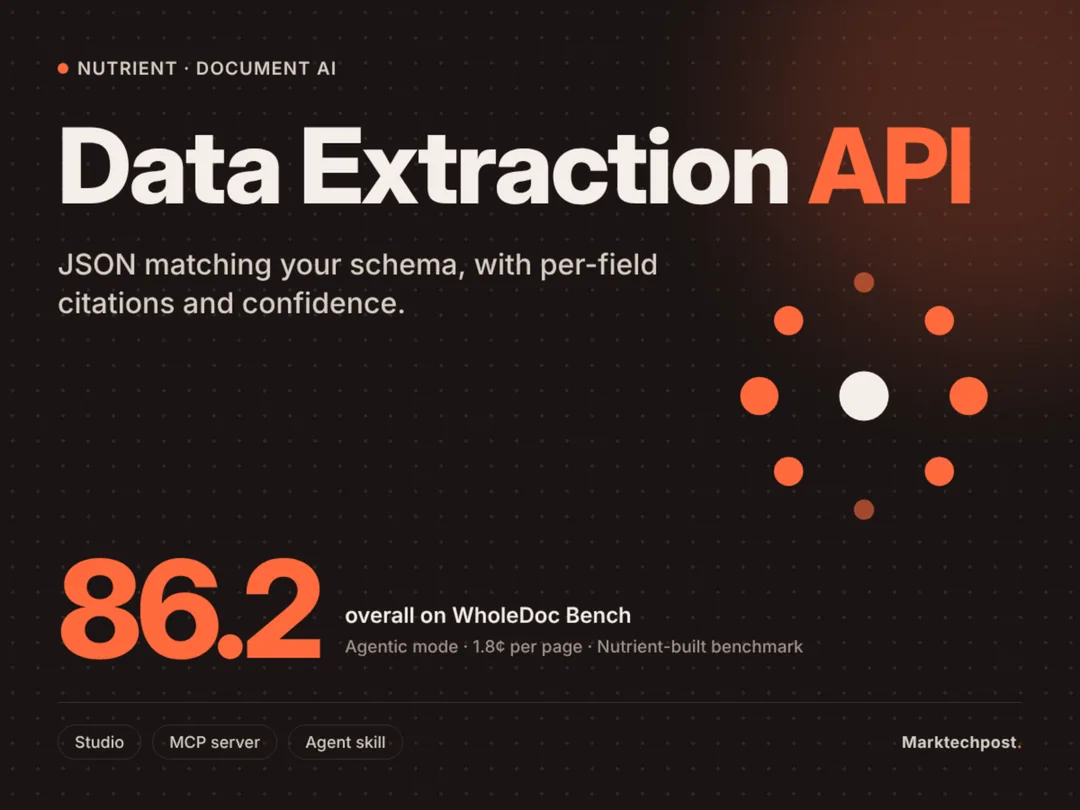 NUTRIENT · DOCUMENT AI
Data Extraction API
JSON matching your schema, with per-field
citations and confidence.
86.2
overall on WholeDoc Bench
Agentic mode · 1.8¢ per page · Nutrient-built benchmark
Studio
MCP server
Agent skill
Marktechpost.